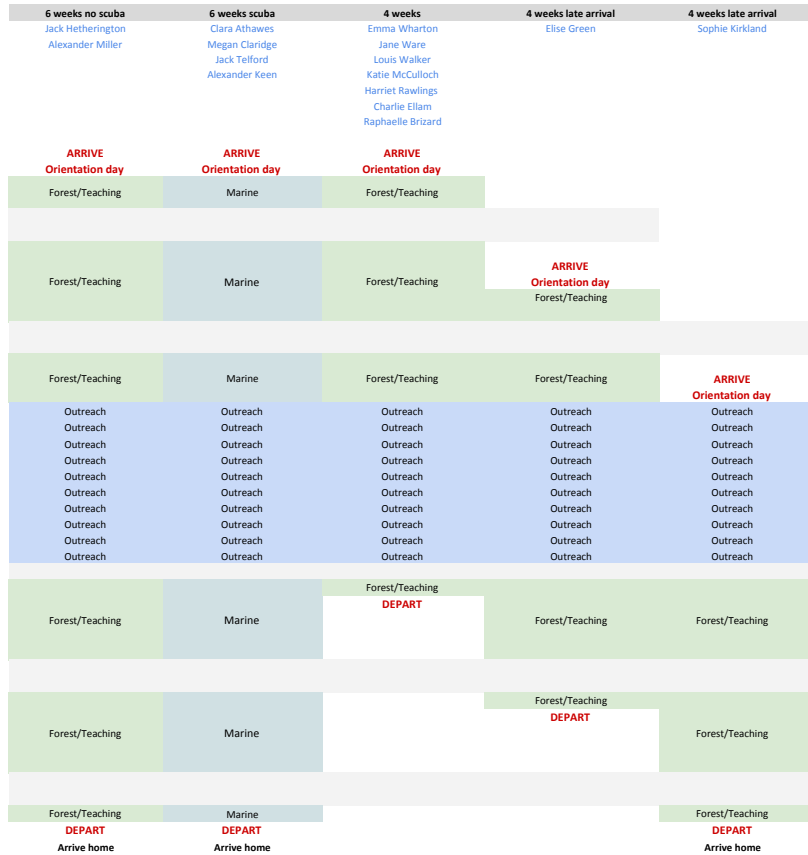 6 weeks no scuba 6 weeks scuba 4 weeks 4 weeks late arrival 4 weeks late arrival
Jack Hetherington Clara Athawes Emma Wharton Elise Green Sophie Kirkland
Alexander Miller Megan Claridge Jane Ware
Jack Telford Louis Walker
Alexander Keen Katie McCulloch
Harriet Rawlings
Charlie Ellam
Raphaelle Brizard
ARRIVE ARRIVE ARRIVE
Orientation day Orientation day Orientation day
Forest/Teaching Marine Forest/Teaching
ARRIVE
Forest/Teaching Marine Forest/Teaching Orientation day
Forest/Teaching
Forest/Teaching Marine Forest/Teaching Forest/Teaching ARRIVE
Orientation day
Outreach Outreach Outreach Outreach Outreach
Outreach Outreach Outreach Outreach Outreach
Outreach Outreach Outreach Outreach Outreach
Outreach Outreach Outreach Outreach Outreach
Outreach Outreach Outreach Outreach Outreach
Outreach Outreach Outreach Outreach Outreach
Outreach Outreach Outreach Outreach Outreach
Outreach Outreach Outreach Outreach Outreach
Outreach Outreach Outreach Outreach Outreach
Outreach Outreach Outreach Outreach Outreach
Forest/Teaching
DEPART
Forest/Teaching Marine Forest/Teaching Forest/Teaching
Forest/Teaching
DEPART
Forest/Teaching Marine Forest/Teaching
Forest/Teaching Marine Forest/Teaching
DEPART DEPART DEPART
Arrive home Arrive home Arrive home